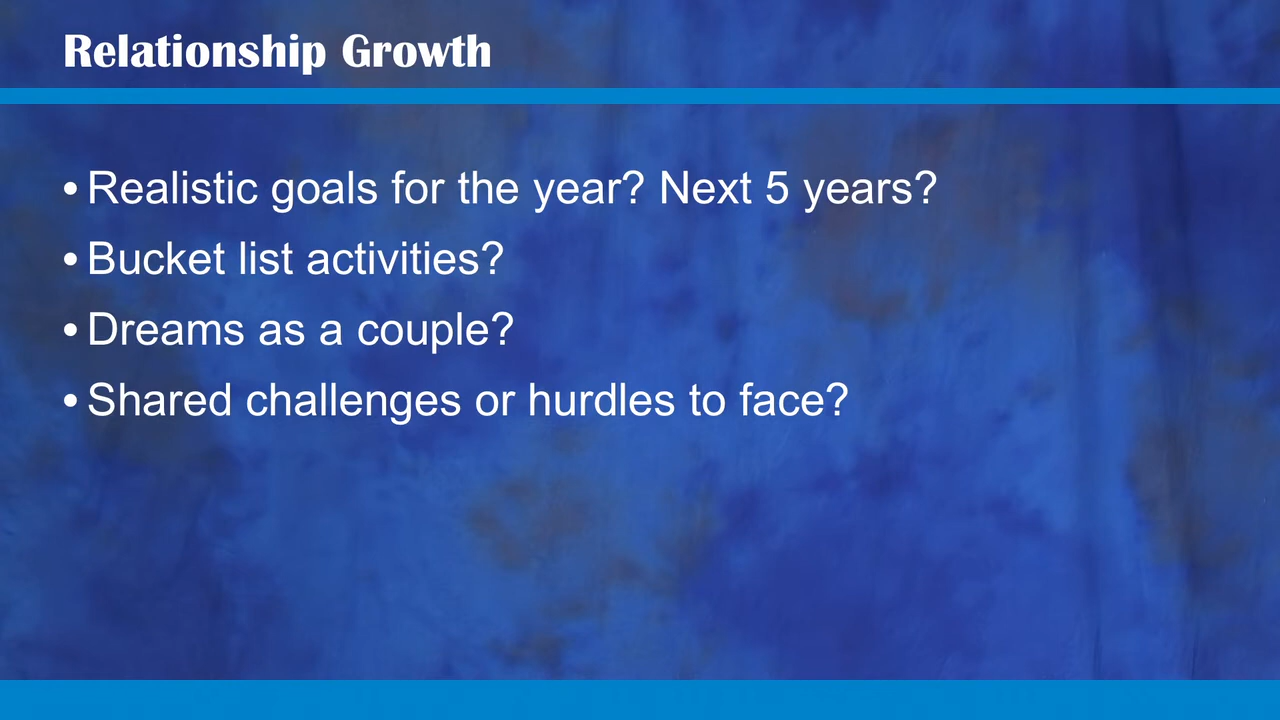 Relationship Growth
• Realistic goals for the year? Next 5 years?
• Bucket list activities?
• Dreams as a couple?
• Shared challenges or hurdles to face?